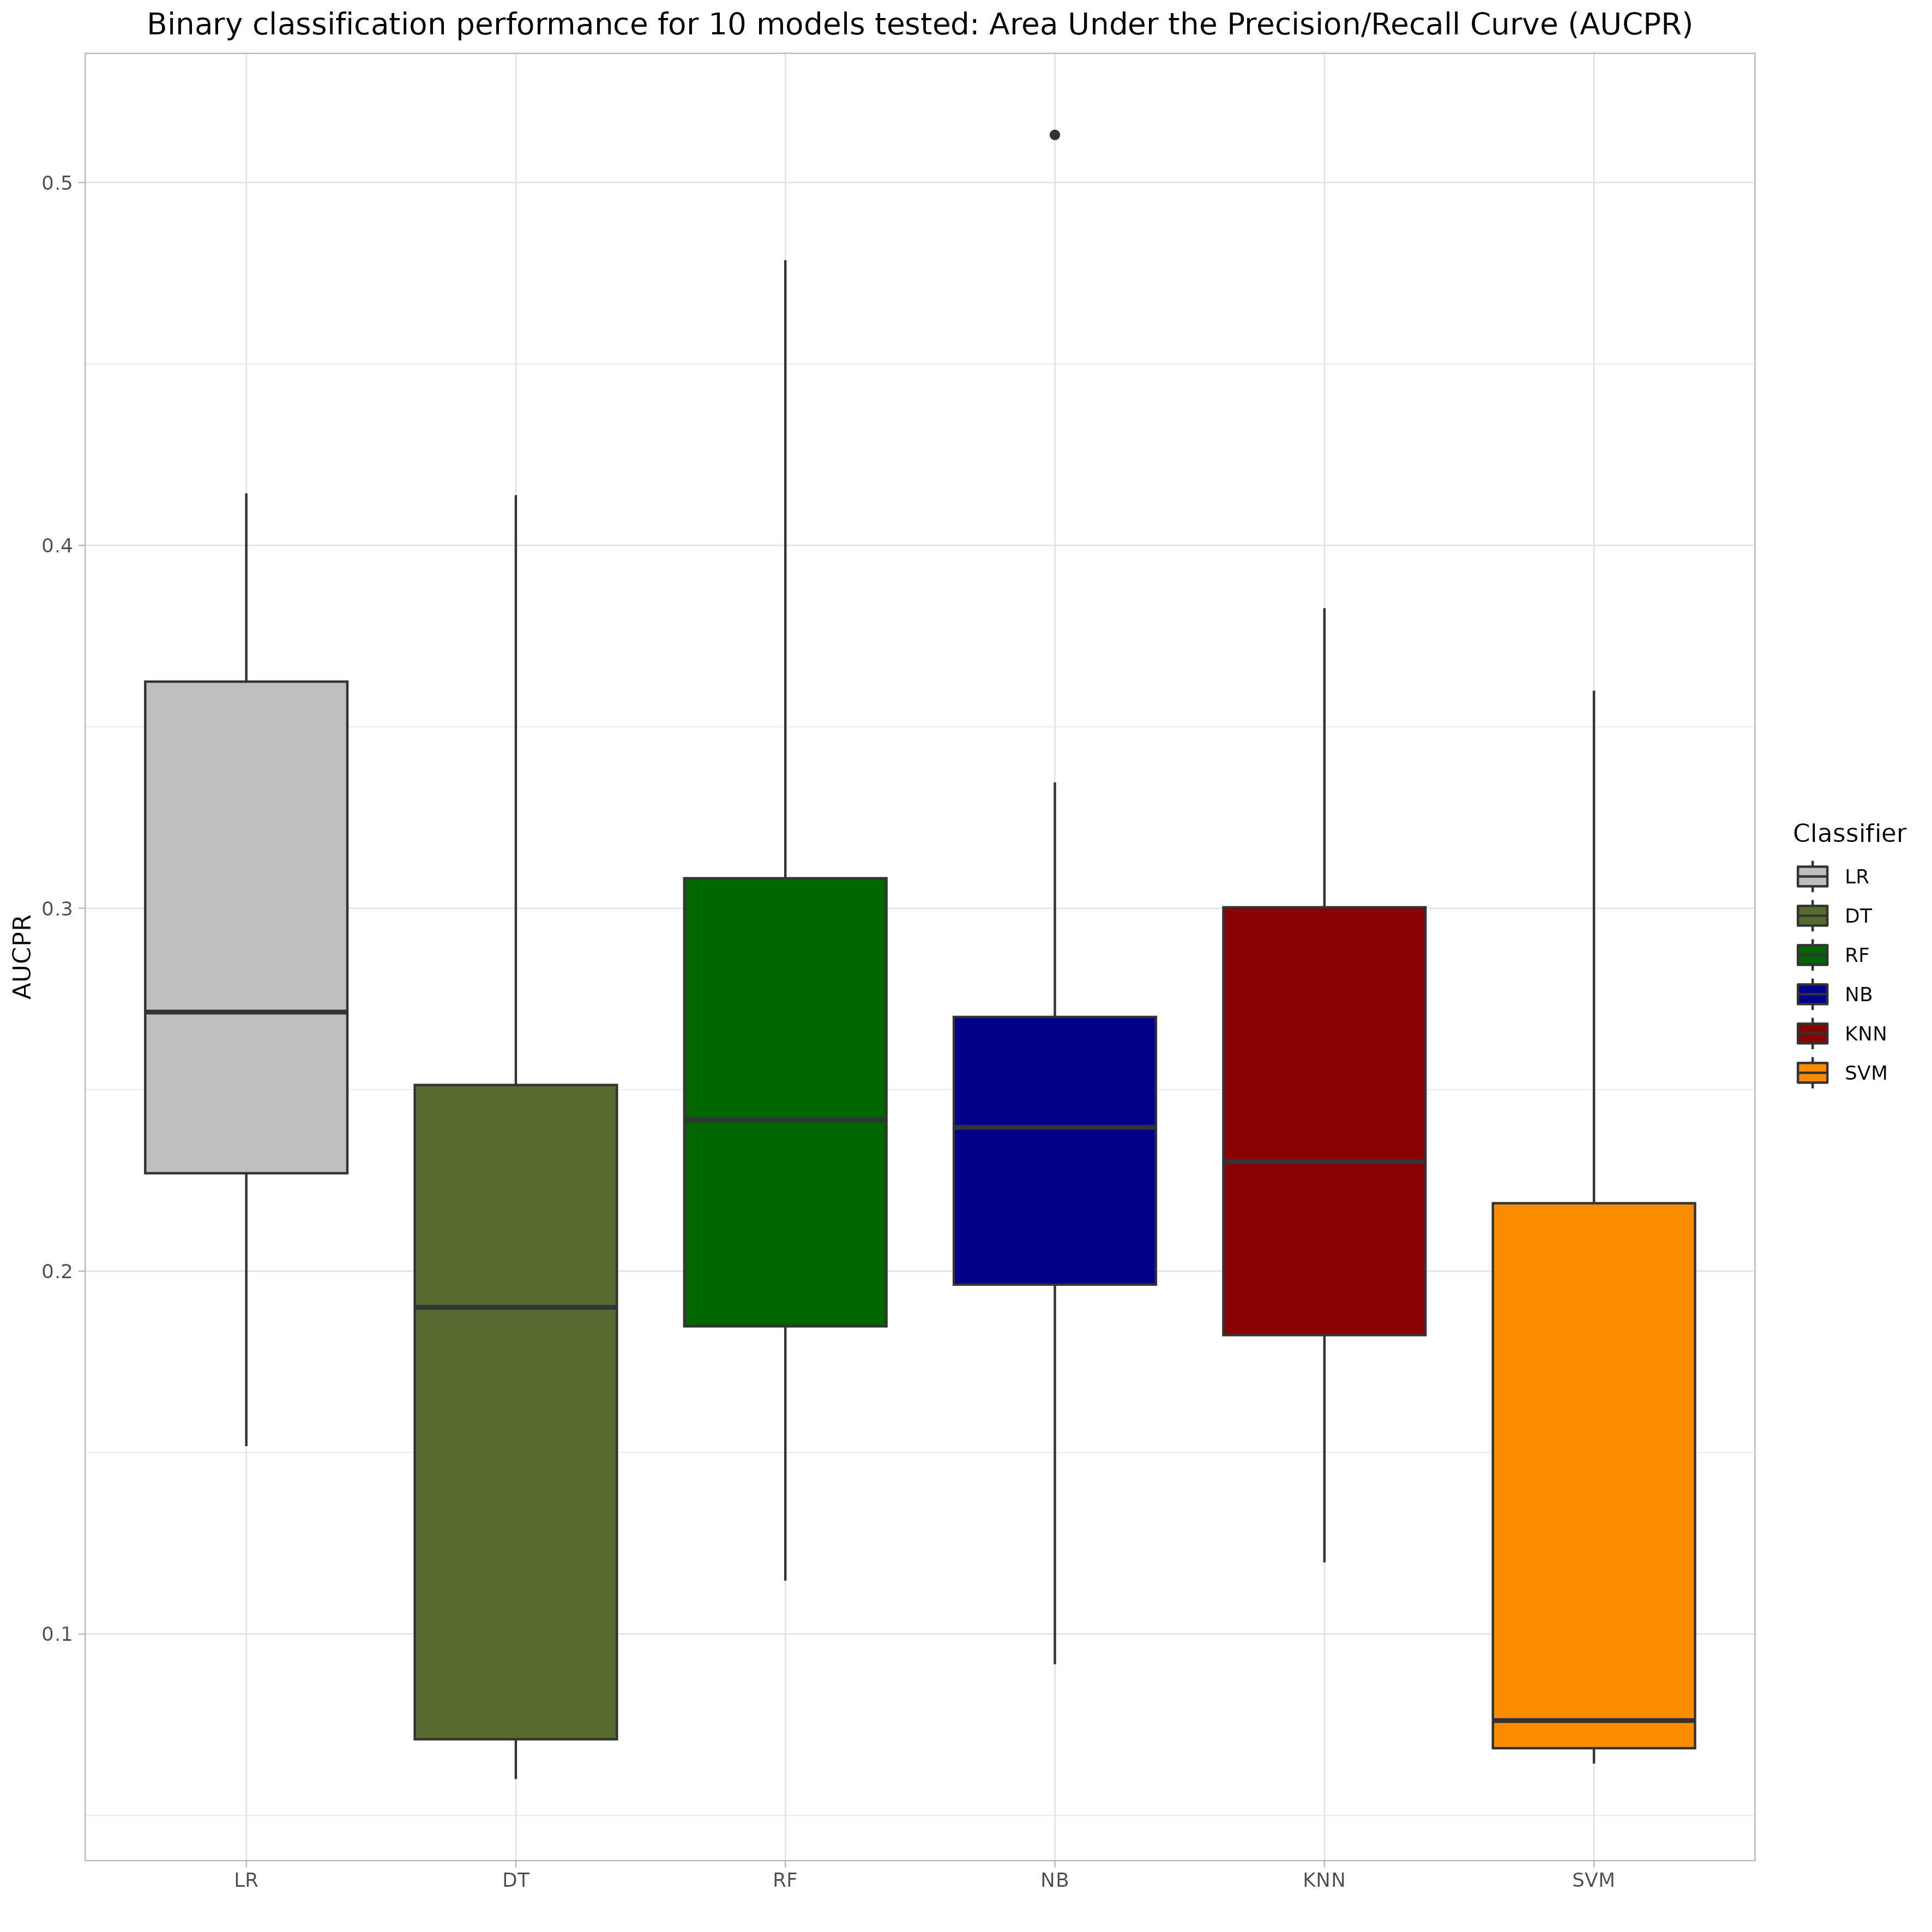 Binary classification performance for 10 models tested: Area Under the Precision/Recall Curve (AUCPR)
0.5
0.4
0.3
0.2
0.1
AUCPR
LR
DT
RF
NB
KNN
SVM
Classifier
LR
DT
RF
NB
KNN
SVM